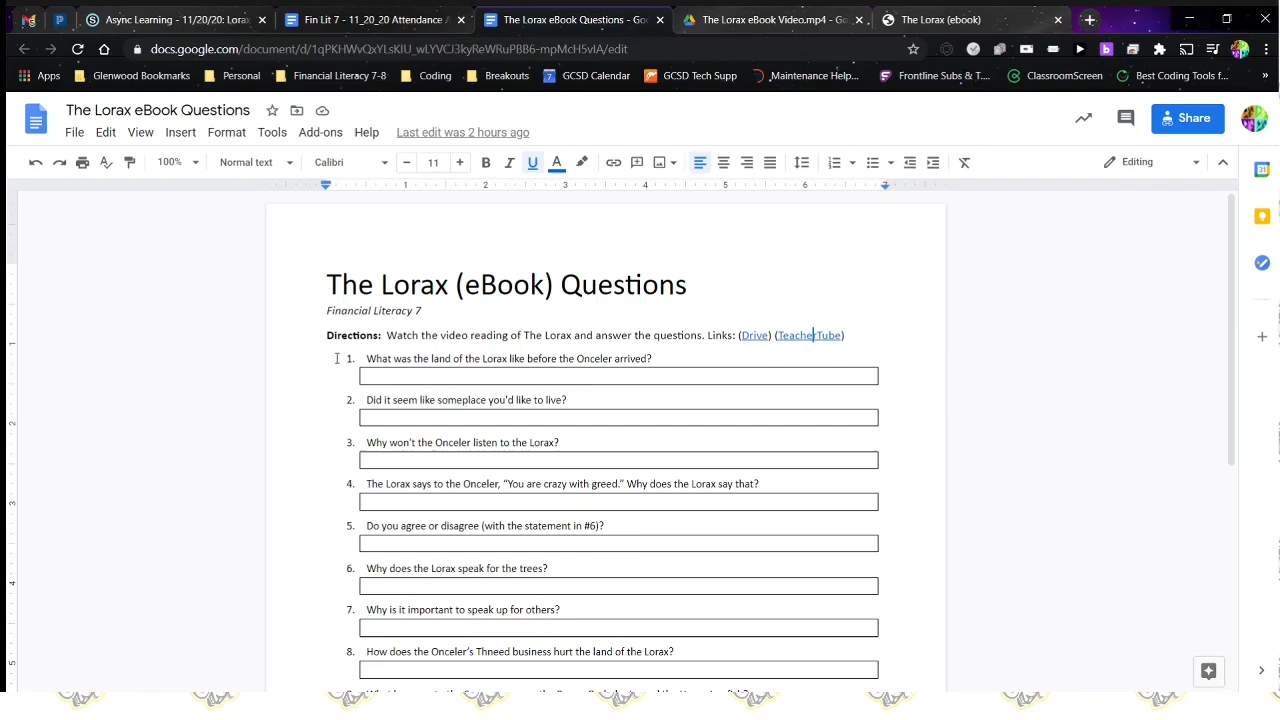 Async Learning - 11/20/20: Lorax
Fin Lit 7 - 11_20_20 Attendance A
The Lorax eBook Questions - Goo
The Lorax eBook Video.mp4 - Goo
The Lorax (ebook)
docs.google.com/document/d/1qPKHWvQxYLsKIU_wLYVCJ3kyReWRuPBB6-mpMcH5vIA/edit
Apps
Glenwood Bookmarks
Personal
Financial Literacy 7-8
Coding
Breakouts
GCSD Calendar
GCSD Tech Supp
Maintenance Help...
Frontline Subs & T....
ClassroomScreen
Best Coding Tools f...
The Lorax eBook Questions
Share
File Edit View Insert Format Tools Add-ons Help Last edit was 2 hours ago
100% Normal text Calibri 11 B I U A Editing
1 2 3 4 5 6 7
The Lorax (eBook) Questions
Financial Literacy 7
Directions: Watch the video reading of The Lorax and answer the questions. Links: (Drive) (TeacherTube)
1. What was the land of the Lorax like before the Onceler arrived?
2. Did it seem like someplace you'd like to live?
3. Why won't the Onceler listen to the Lorax?
4. The Lorax says to the Onceler, “You are crazy with greed.” Why does the Lorax say that?
5. Do you agree or disagree (with the statement in #6)?
6. Why does the Lorax speak for the trees?
7. Why is it important to speak up for others?
8. How does the Onceler’s Thneed business hurt the land of the Lorax?